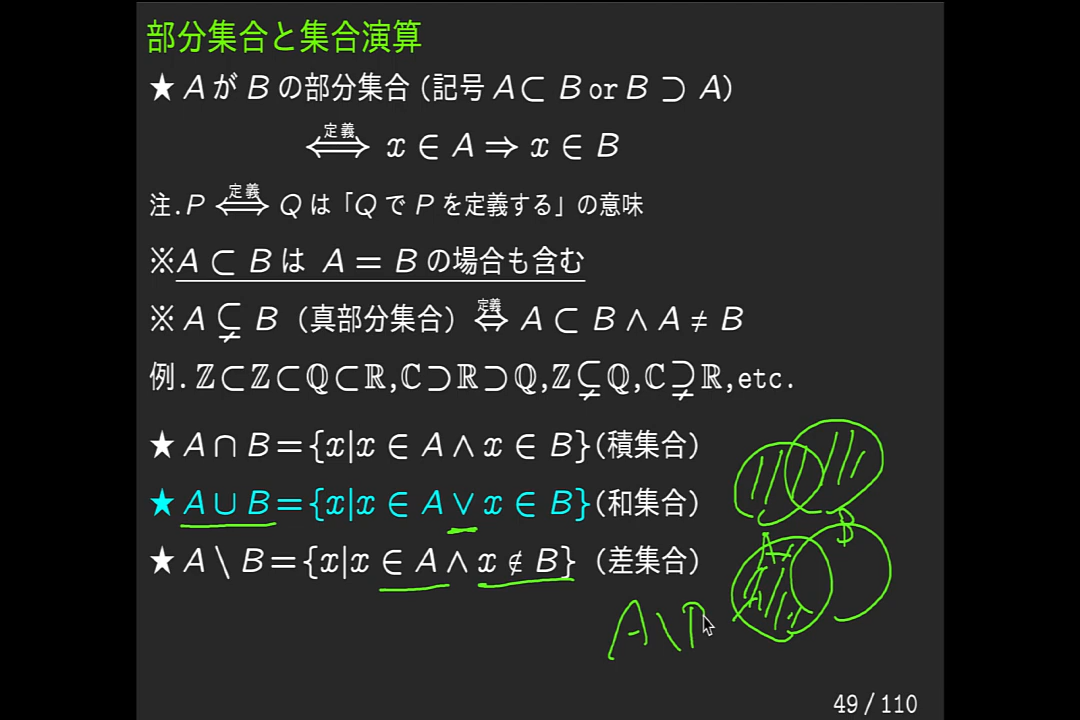 部分集合と集合演算
★ A が B の部分集合 (記号 A ⊂ B or B ⊃ A)
定義
⟺ x ∈ A ⇒ x ∈ B
注. P ⟺ Q は「Q で P を定義する」の意味
定義
※ A ⊂ B は A = B の場合も含む
※ A ⊊ B (真部分集合) ⇔ A ⊂ B ∧ A ≠ B
定義
例. ℤ⊂ℤ⊂ℚ⊂ℝ,ℂ⊃ℝ⊃ℚ,ℤ⊊ℚ,ℂ⊋ℝ,etc.
★ A ∩ B = {x|x ∈ A ∧ x ∈ B}(積集合)
★ A ∪ B = {x|x ∈ A ∨ x ∈ B}(和集合)
★ A \ B = {x|x ∈ A ∧ x ∉ B} (差集合)
A
B
A \
49 / 110